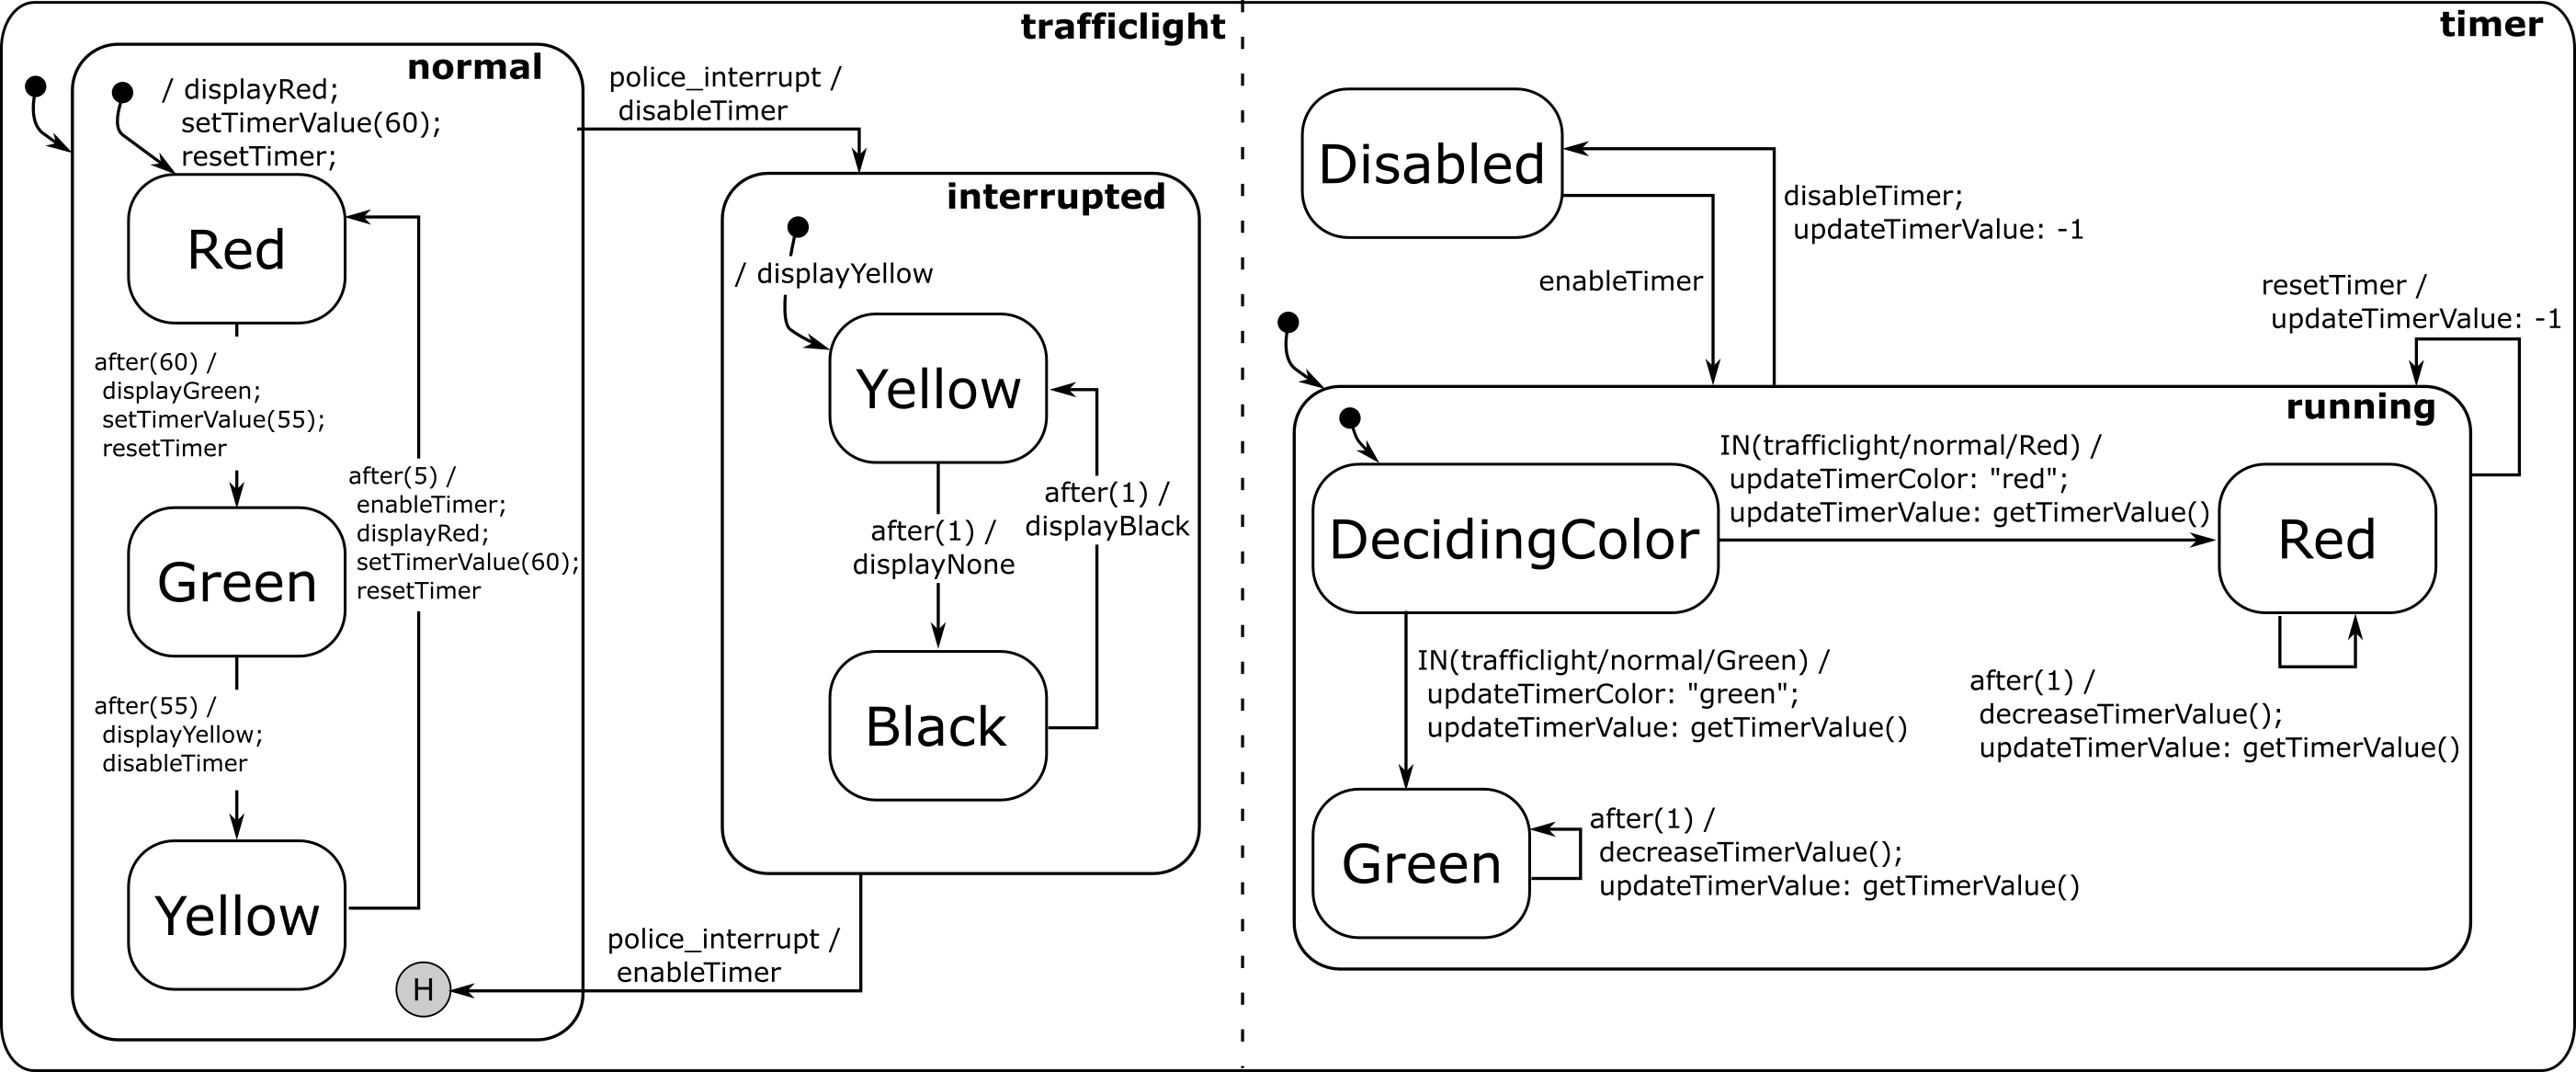 trafficlight
timer
normal
/ displayRed;
setTimerValue(60);
resetTimer;
Red
after(60) /
displayGreen;
setTimerValue(55);
resetTimer
Green
after(55) /
displayYellow;
disableTimer
Yellow
after(5) /
enableTimer;
displayRed;
setTimerValue(60);
resetTimer
H
police_interrupt /
disableTimer
interrupted
/ displayYellow
Yellow
after(1) /
displayNone
after(1) /
displayBlack
Black
police_interrupt /
enableTimer
Disabled
enableTimer
disableTimer;
updateTimerValue: -1
resetTimer /
updateTimerValue: -1
running
DecidingColor
IN(trafficlight/normal/Red) /
updateTimerColor: "red";
updateTimerValue: getTimerValue()
Red
after(1) /
decreaseTimerValue();
updateTimerValue: getTimerValue()
IN(trafficlight/normal/Green) /
updateTimerColor: "green";
updateTimerValue: getTimerValue()
Green
after(1) /
decreaseTimerValue();
updateTimerValue: getTimerValue()